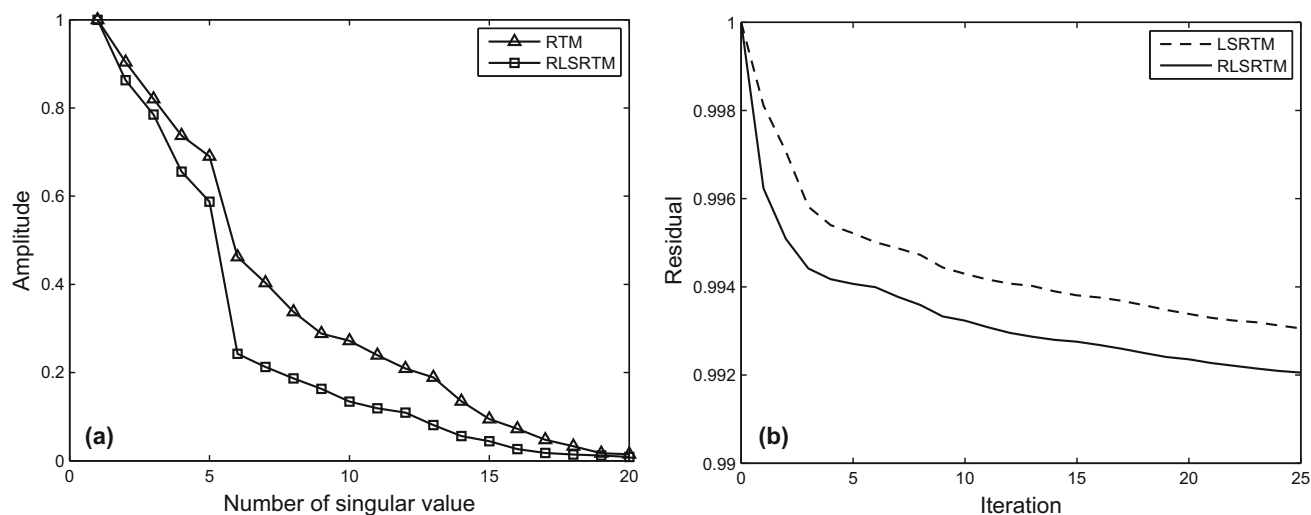 1
0.8
0.6
0.4
0.2
0
Amplitude
RTM
RLSRTM
(a)
0
5
10
15
20
Number of singular value
1
0.998
0.996
0.994
0.992
0.99
Residual
LSRTM
RLSRTM
(b)
0
5
10
15
20
25
Iteration